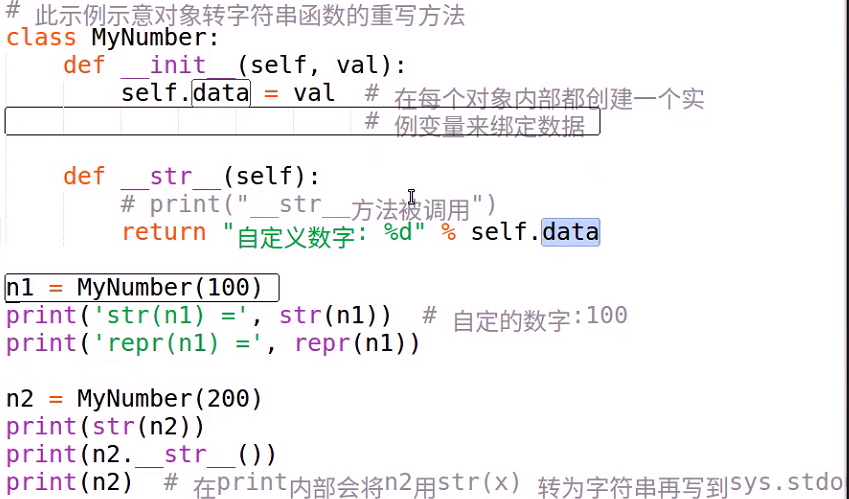 # 此示例示意对象转字符串函数的重写方法
class MyNumber:
    def __init__(self, val):
        self.data = val  # 在每个对象内部都创建一个实
                         # 例变量来绑定数据
    def __str__(self):
        # print("__str__方法被调用")
        return "自定义数字: %d" % self.data
n1 = MyNumber(100)
print('str(n1) =', str(n1))  # 自定的数字:100
print('repr(n1) =', repr(n1))
n2 = MyNumber(200)
print(str(n2))
print(n2.__str__())
print(n2)  # 在print内部会将n2用str(x) 转为字符串再写到sys.stdo